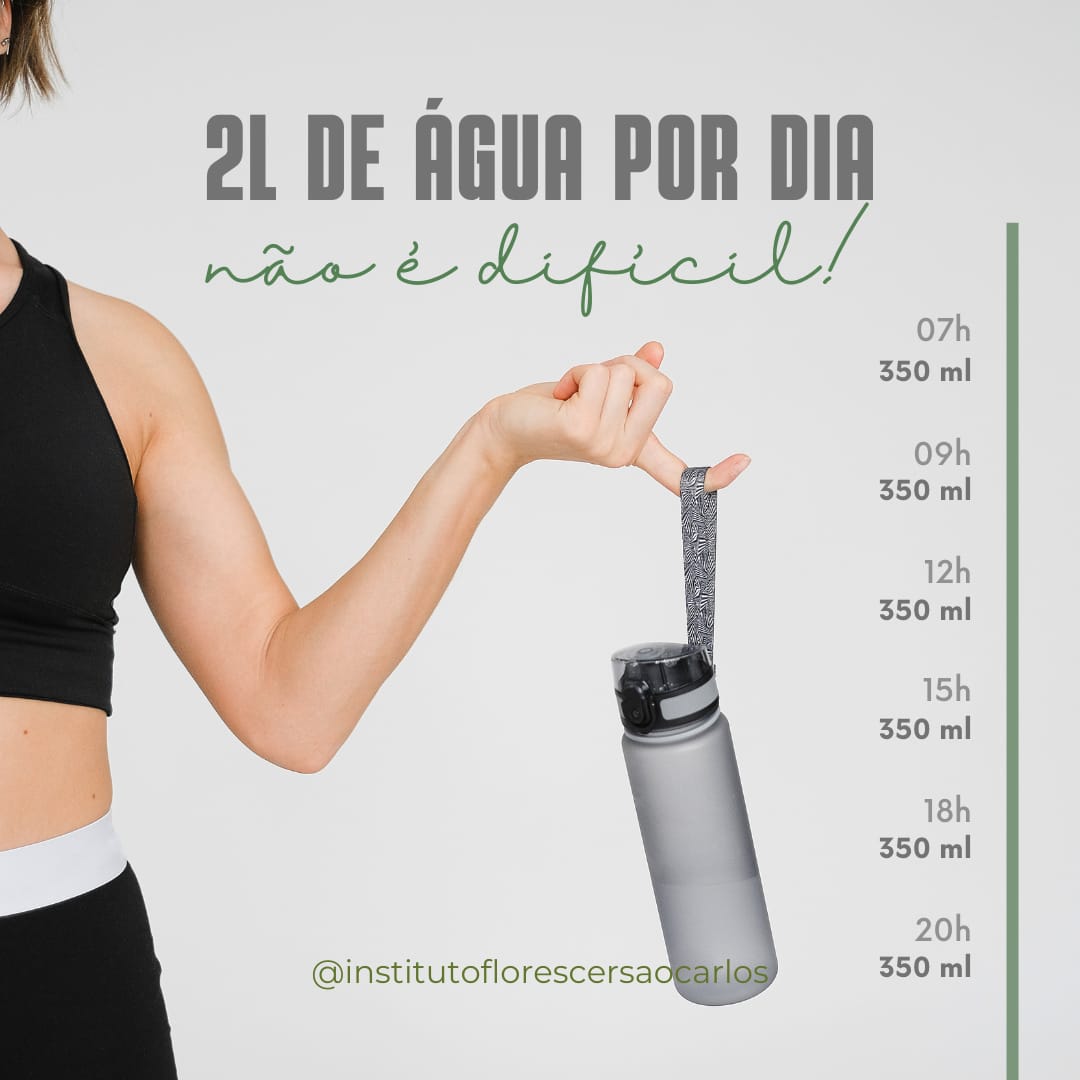 2L DE ÁGUA POR DIA
não é difícil!
07h
350 ml
09h
350 ml
12h
350 ml
15h
350 ml
18h
350 ml
20h
350 ml
@institutoflorescersaocarlos